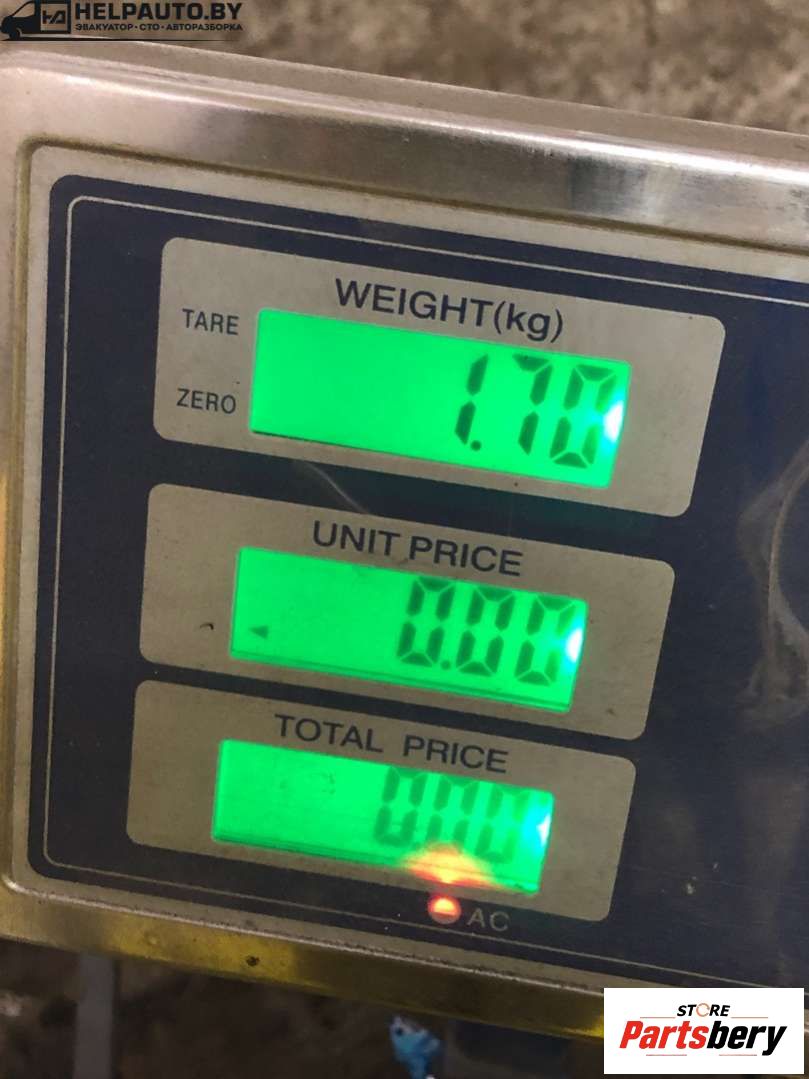 HELPAUTO.BY
ЭВАКУАТОР • СТО • АВТОРАЗБОРКА
WEIGHT(kg)
TARE
1.70
ZERO
UNIT PRICE
0.00
TOTAL PRICE
0.00
AC
STORE
Partsbery